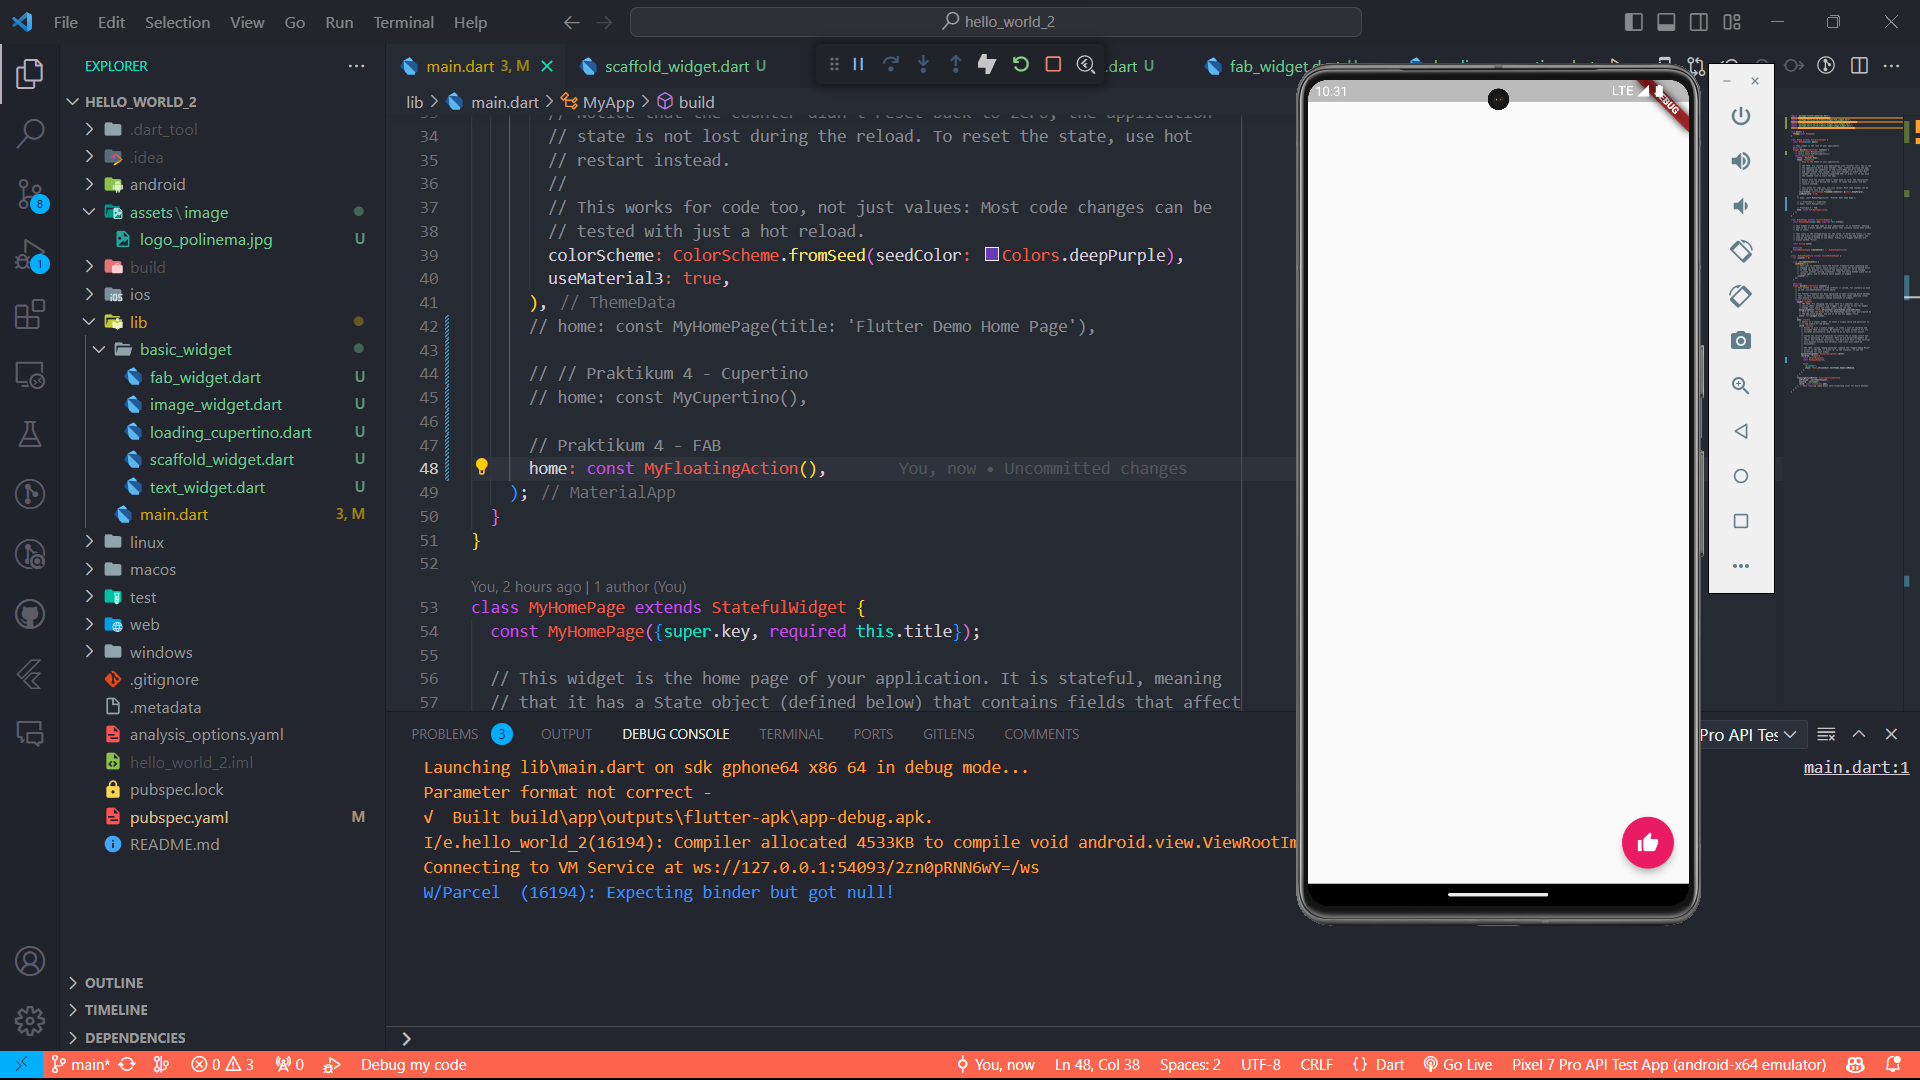 File Edit Selection View Go Run Terminal Help
hello_world_2
EXPLORER
HELLO_WORLD_2
.dart_tool
.idea
android
assets\image
logo_polinema.jpg U
build
ios
lib
basic_widget
fab_widget.dart U
image_widget.dart U
loading_cupertino.dart U
scaffold_widget.dart U
text_widget.dart U
main.dart 3, M
linux
macos
test
web
windows
.gitignore
.metadata
analysis_options.yaml
hello_world_2.iml
pubspec.lock
pubspec.yaml M
README.md
OUTLINE
TIMELINE
DEPENDENCIES
8
1
main.dart 3, M
scaffold_widget.dart U
.dart U
fab_widget.dart
lib > main.dart > MyApp > build
34 // state is not lost during the reload. To reset the state, use hot
35 // restart instead.
36 //
37 // This works for code too, not just values: Most code changes can be
38 // tested with just a hot reload.
39 colorScheme: ColorScheme.fromSeed(seedColor: Colors.deepPurple),
40 useMaterial3: true,
41 ), // ThemeData
42 // home: const MyHomePage(title: 'Flutter Demo Home Page'),
43
44 // // Praktikum 4 - Cupertino
45 // home: const MyCupertino(),
46
47 // Praktikum 4 - FAB
48 home: const MyFloatingAction(), You, now • Uncommitted changes
49 ); // MaterialApp
50 }
51 }
52
You, 2 hours ago | 1 author (You)
53 class MyHomePage extends StatefulWidget {
54 const MyHomePage({super.key, required this.title});
55
56 // This widget is the home page of your application. It is stateful, meaning
57 // that it has a State object (defined below) that contains fields that affect
PROBLEMS 3 OUTPUT DEBUG CONSOLE TERMINAL PORTS GITLENS COMMENTS
Pro API Tes
Launching lib\main.dart on sdk gphone64 x86 64 in debug mode...
main.dart:1
Parameter format not correct -
√ Built build\app\outputs\flutter-apk\app-debug.apk.
I/e.hello_world_2(16194): Compiler allocated 4533KB to compile void android.view.ViewRootIm
Connecting to VM Service at ws://127.0.0.1:54093/2zn0pRNN6wY=/ws
W/Parcel (16194): Expecting binder but got null!
10:31
LTE
main* 0 3 0 Debug my code
You, now Ln 48, Col 38 Spaces: 2 UTF-8 CRLF {} Dart Go Live Pixel 7 Pro API Test App (android-x64 emulator)